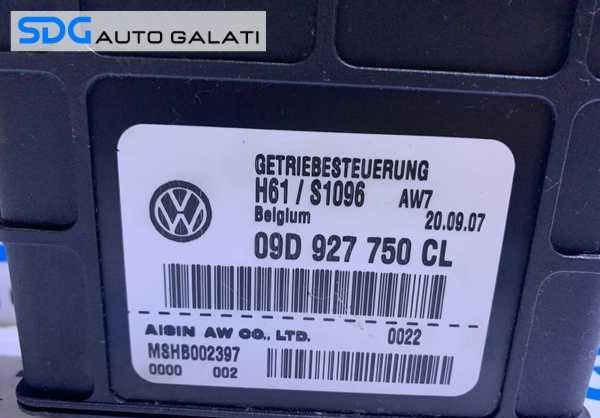 SDG AUTO GALATI
GETRIEBESTEUERUNG
H61 / S1096 AW7
Belgium 20.09.07
09D 927 750 CL
AISIN AW CO., LTD. 0022
MSHB002397
0000 002